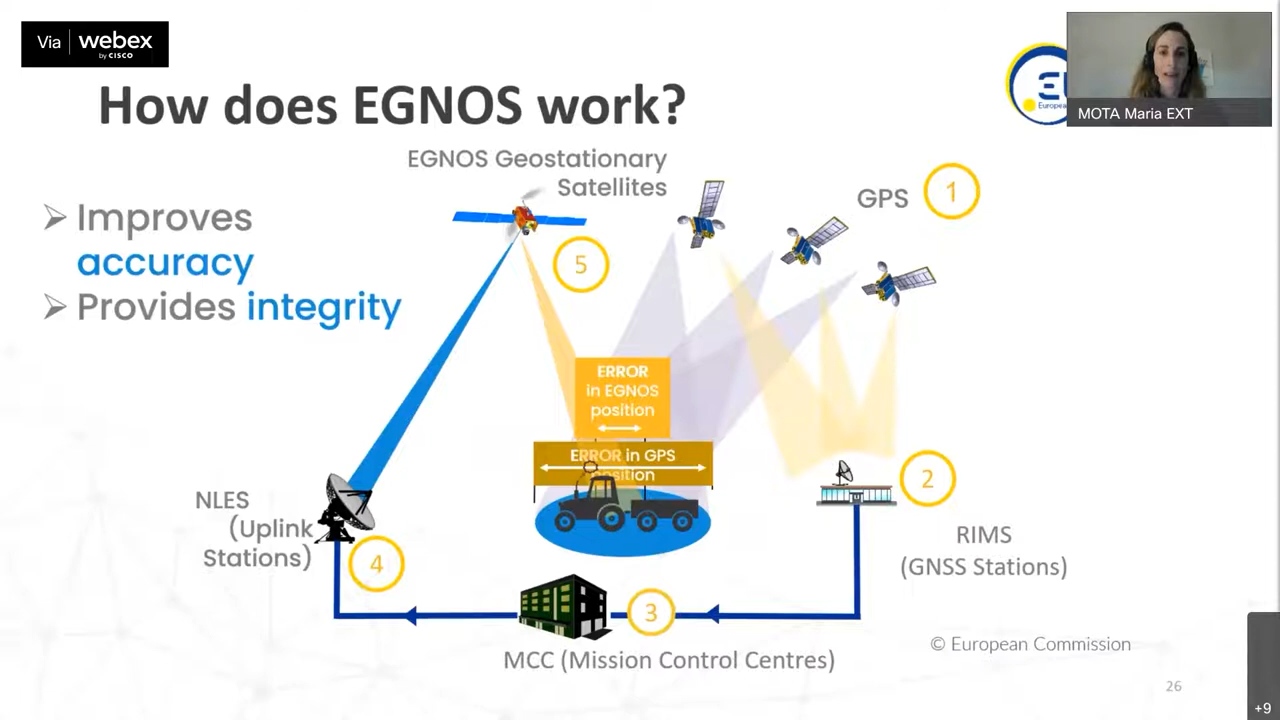 Via webex
by CISCO
How does EGNOS work?
MOTA Maria EXT
EGNOS Geostationary
Satellites
GPS 1
➢ Improves
accuracy
➢ Provides integrity
5
ERROR
in EGNOS
position
ERROR in GPS
2
NLES
(Uplink
Stations)
RIMS
(GNSS Stations)
4
3
© European Commission
MCC (Mission Control Centres)
26
+9